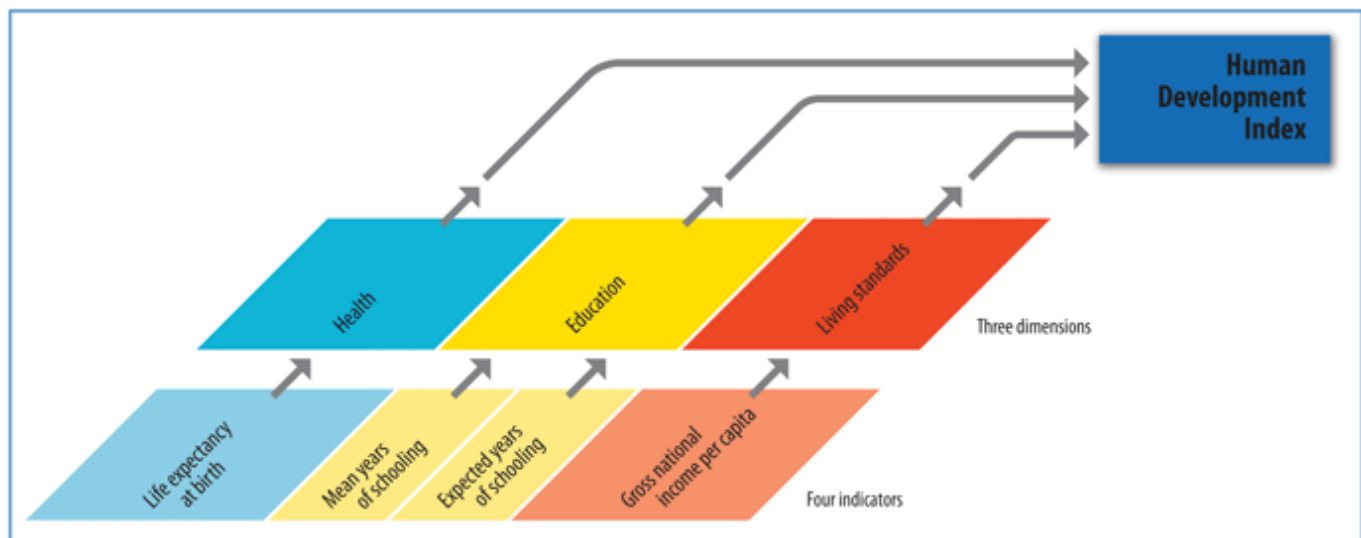 Human
Development
Index
Health
Education
Living standards
Three dimensions
Life expectancy
at birth
Mean years
of schooling
Expected years
of schooling
Gross national
income per capita
Four indicators